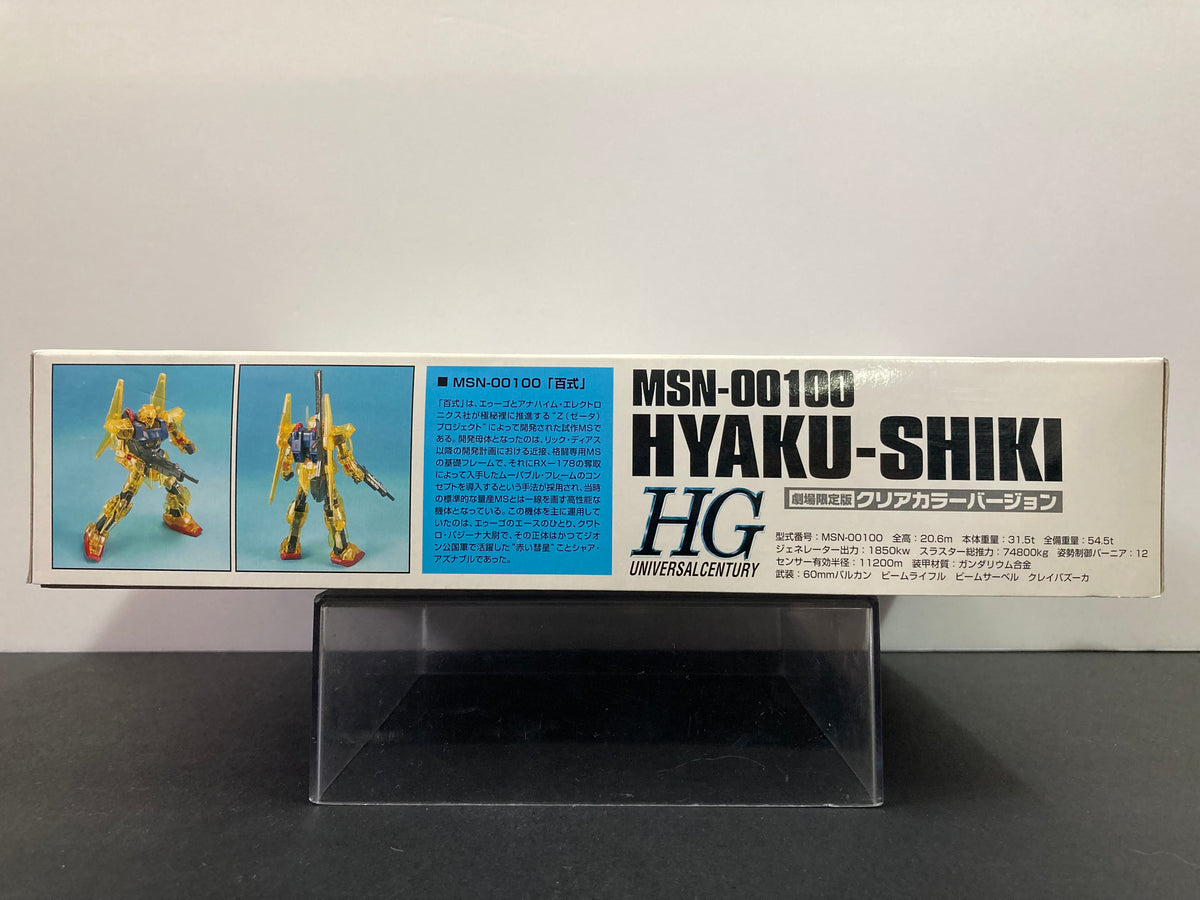 ■ MSN-00100「百式」
「百式」は、エゥーゴとアナハイム・エレクトロ
ニクス社が極秘裡に推進する“Z(ゼータ)
プロジェクト”によって開発された試作MSで
ある。開発母体となったのは、リック・ディアス
以降の開発計画における近接、格闘専用MS
の基礎フレームで、それにRX−178の奪取
によって入手したムーバブル・フレームのコン
セプトを導入するという手法が採用され、当時
の標準的な量産MSとは一線を画す高性能な
機体となっている。この機体を主に運用して
いたのは、エゥーゴのエースのひとり、クワト
ロ・バジーナ大尉で、その正体はかつてジオ
ン公国軍で活躍した“赤い彗星”ことシャア・
アズナブルであった。
MSN-00100
HYAKU-SHIKI
劇場限定版 クリアカラーバージョン
HG
UNIVERSAL CENTURY
型式番号：MSN-00100 全高：20.6m 本体重量：31.5t 全備重量：54.5t
ジェネレーター出力：1850kw スラスター総推力：74800kg 姿勢制御バーニア：12
センサー有効半径：11200m 装甲材質：ガンダリウム合金
武装：60mmバルカン ビームライフル ビームサーベル クレイバズーカ